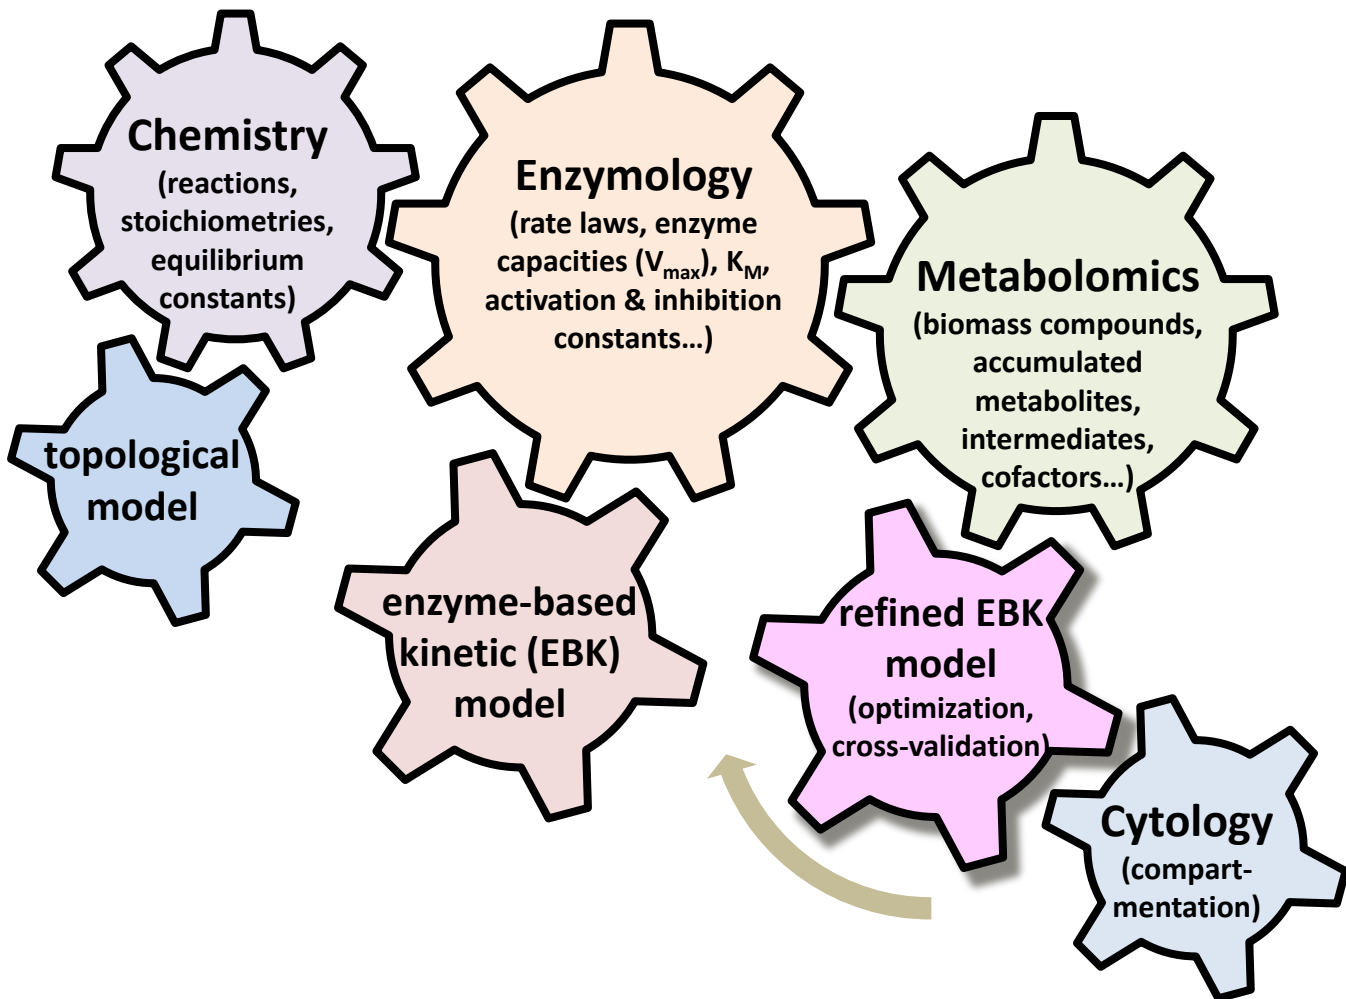 Chemistry
(reactions,
stoichiometries,
equilibrium
constants)
Enzymology
(rate laws, enzyme
capacities (Vmax), KM,
activation & inhibition
constants...)
Metabolomics
(biomass compounds,
accumulated
metabolites,
intermediates,
cofactors...)
topological
model
enzyme-based
kinetic (EBK)
model
refined EBK
model
(optimization,
cross-validation)
Cytology
(compart-
mentation)